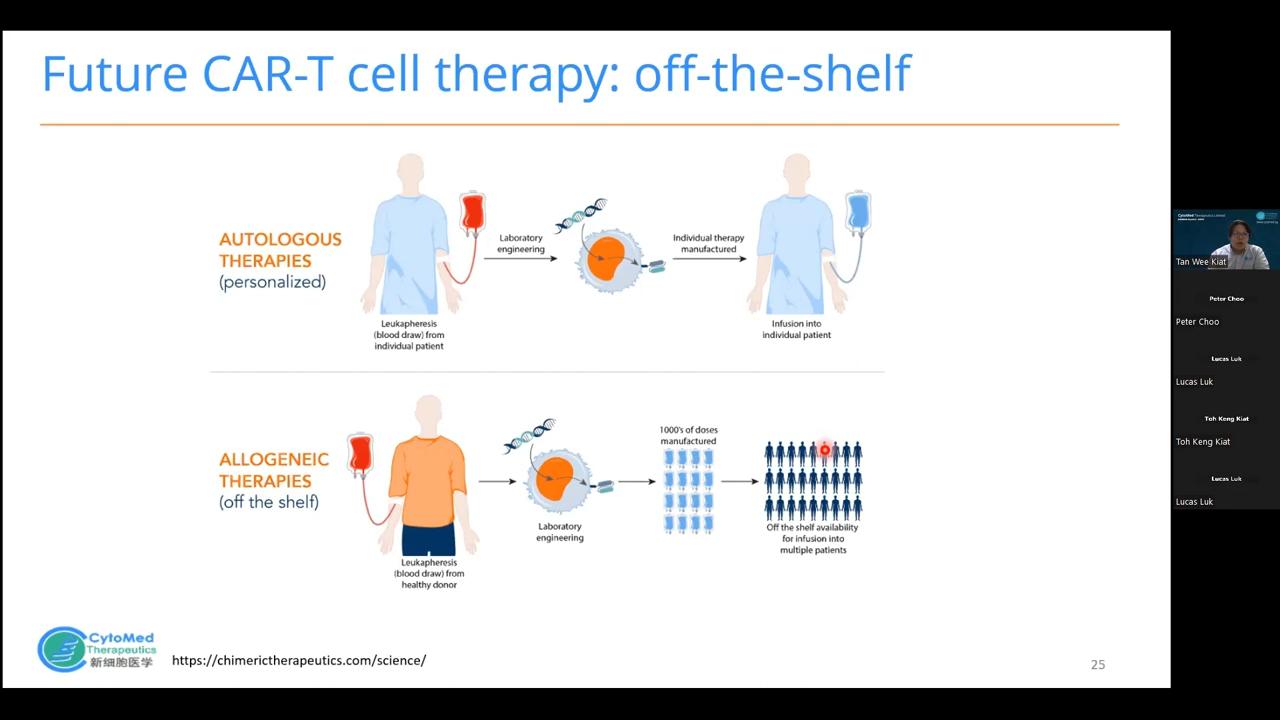 Future CAR-T cell therapy: off-the-shelf
AUTOLOGOUS
THERAPIES
(personalized)
Leukapheresis
(blood draw) from
individual patient
Laboratory
engineering
Individual therapy
manufactured
Infusion into
individual patient
ALLOGENEIC
THERAPIES
(off the shelf)
Leukapheresis
(blood draw) from
healthy donor
Laboratory
engineering
1000's of doses
manufactured
Off the shelf availability
for infusion into
multiple patients
CytoMed
Therapeutics
新细胞医学
https://chimerictherapeutics.com/science/
25
CytoMed Therapeutics Limited
Tan Wee Kiat
Peter Choo
Peter Choo
Lucas Luk
Lucas Luk
Toh Keng Kiat
Toh Keng Kiat
Lucas Luk
Lucas Luk